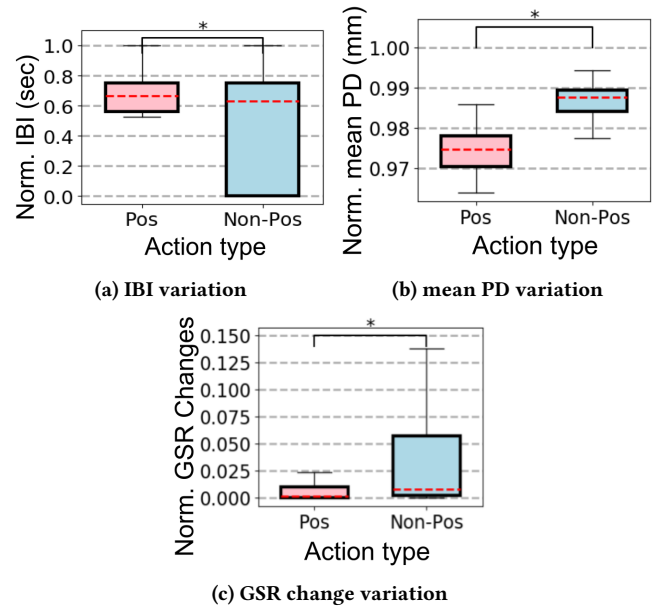 *
Norm. IBI (sec)
1.0
0.8
0.6
0.4
0.2
0.0
Pos Non-Pos
Action type
(a) IBI variation
*
Norm. mean PD (mm)
1.00
0.99
0.98
0.97
Pos Non-Pos
Action type
(b) mean PD variation
*
Norm. GSR Changes
0.150
0.125
0.100
0.075
0.050
0.025
0.000
Pos Non-Pos
Action type
(c) GSR change variation